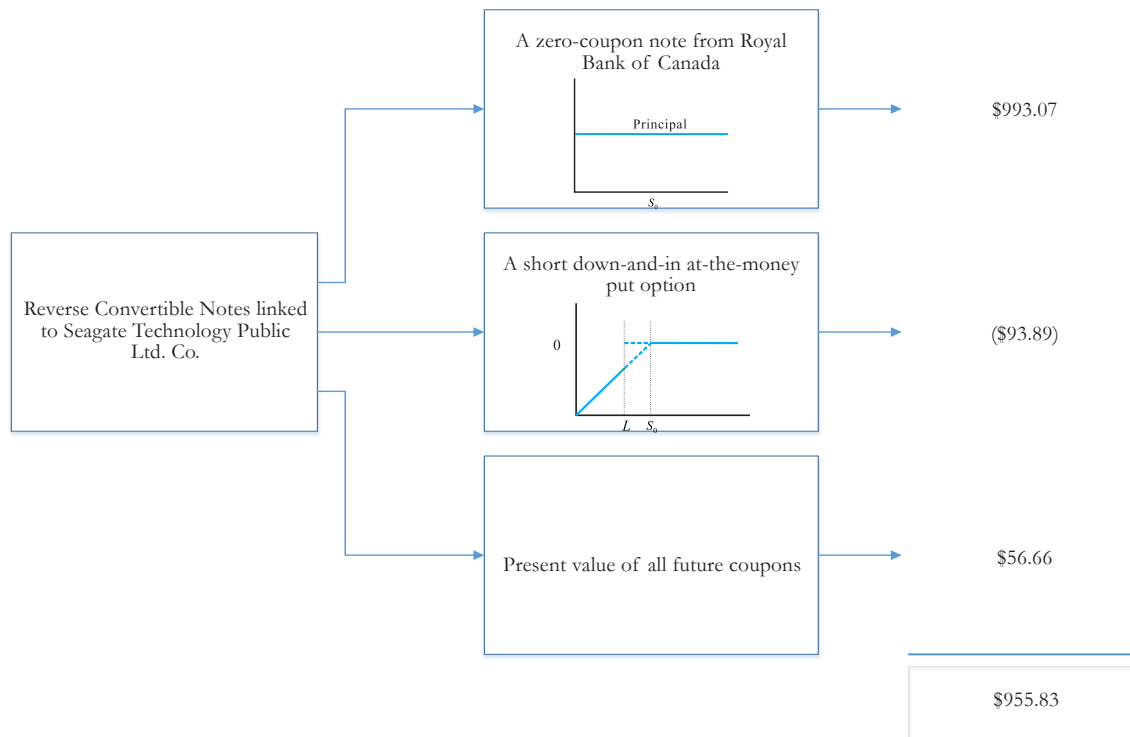 A zero-coupon note from Royal
Bank of Canada
Principal
S₀
$993.07
Reverse Convertible Notes linked
to Seagate Technology Public
Ltd. Co.
A short down-and-in at-the-money
put option
0
L S₀
($93.89)
Present value of all future coupons
$56.66
$955.83